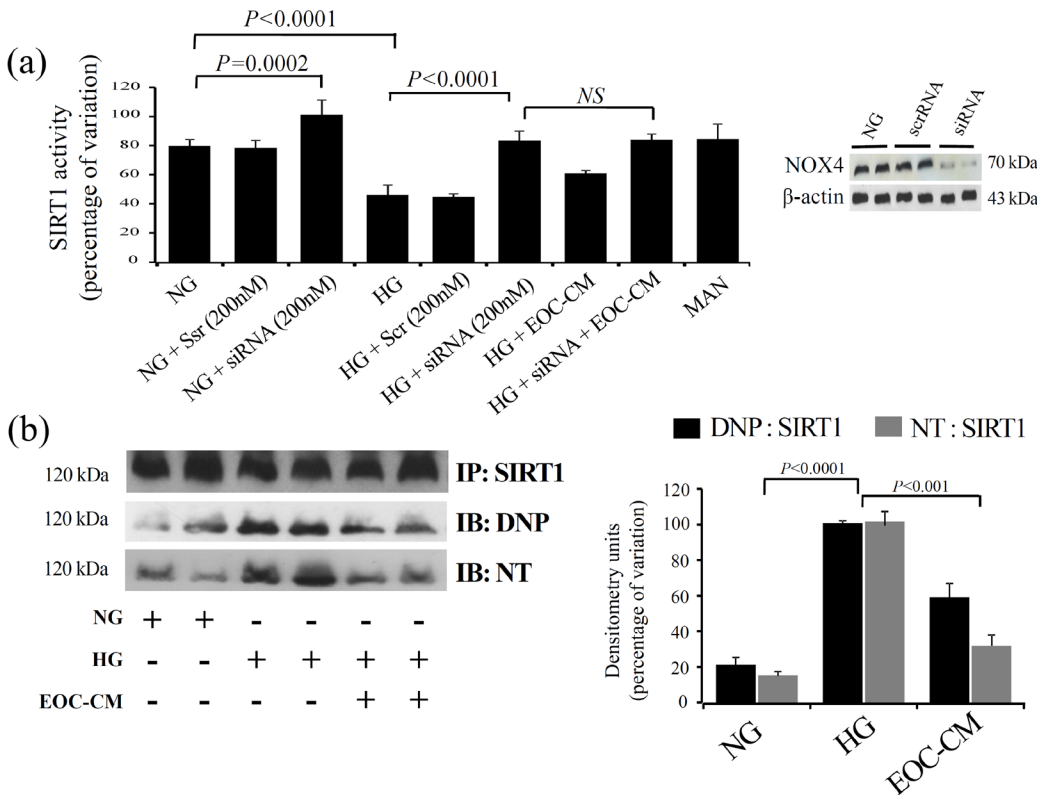 (a)
P<0.0001
P=0.0002
P<0.0001
NS
SIRT1 activity
(percentage of variation)
120
100
80
60
40
20
0
NG
NG + Ssr (200nM)
NG + siRNA (200nM)
HG
HG + Scr (200nM)
HG + siRNA (200nM)
HG + EOC-CM
HG + siRNA + EOC-CM
MAN
NG
scrRNA
siRNA
NOX4
70 kDa
β-actin
43 kDa
(b)
120 kDa
IP: SIRT1
120 kDa
IB: DNP
120 kDa
IB: NT
NG + + - - - -
HG - - + + + +
EOC-CM - - - - + +
DNP : SIRT1
NT : SIRT1
P<0.0001
P<0.001
Densitometry units
(percentage of variation)
120
100
80
60
40
20
0
NG
HG
EOC-CM